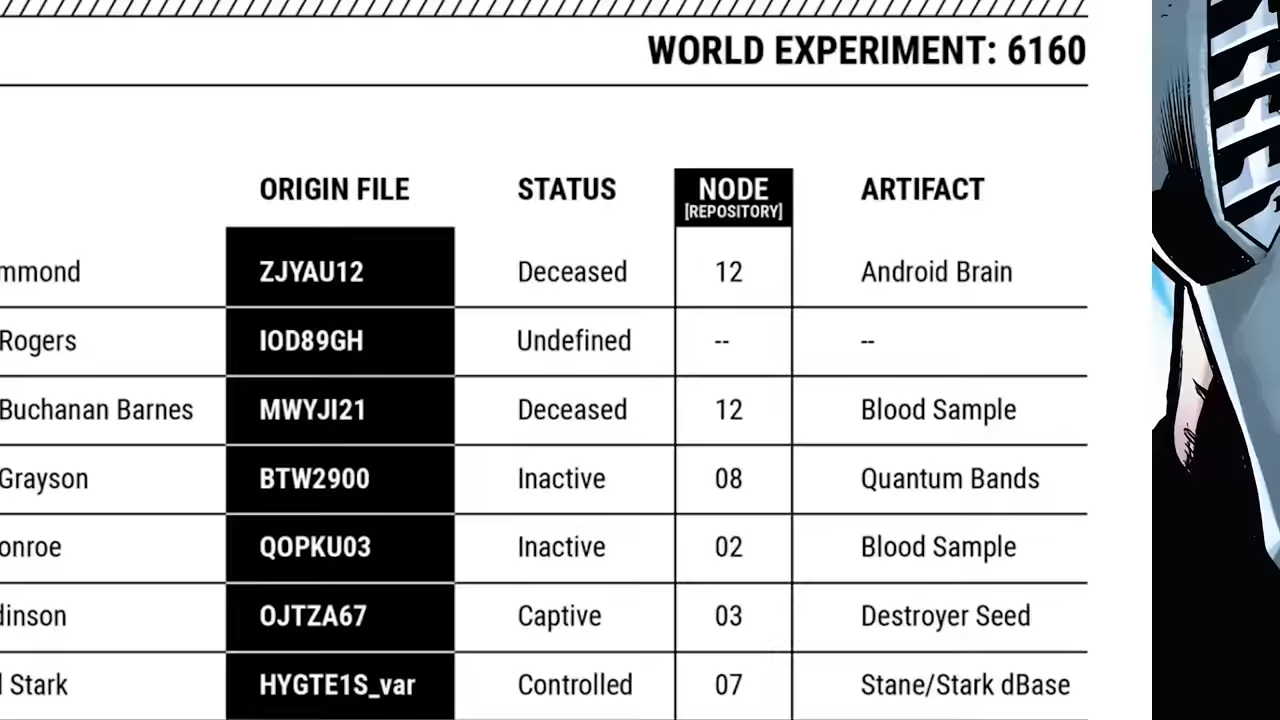 WORLD EXPERIMENT: 6160
ORIGIN FILE STATUS NODE ARTIFACT
[REPOSITORY]
mmond ZJYAU12 Deceased 12 Android Brain
Rogers IOD89GH Undefined -- --
Buchanan Barnes MWYJI21 Deceased 12 Blood Sample
Grayson BTW2900 Inactive 08 Quantum Bands
onroe QOPKU03 Inactive 02 Blood Sample
dinson OJTZA67 Captive 03 Destroyer Seed
l Stark HYGTE1S_var Controlled 07 Stane/Stark dBase